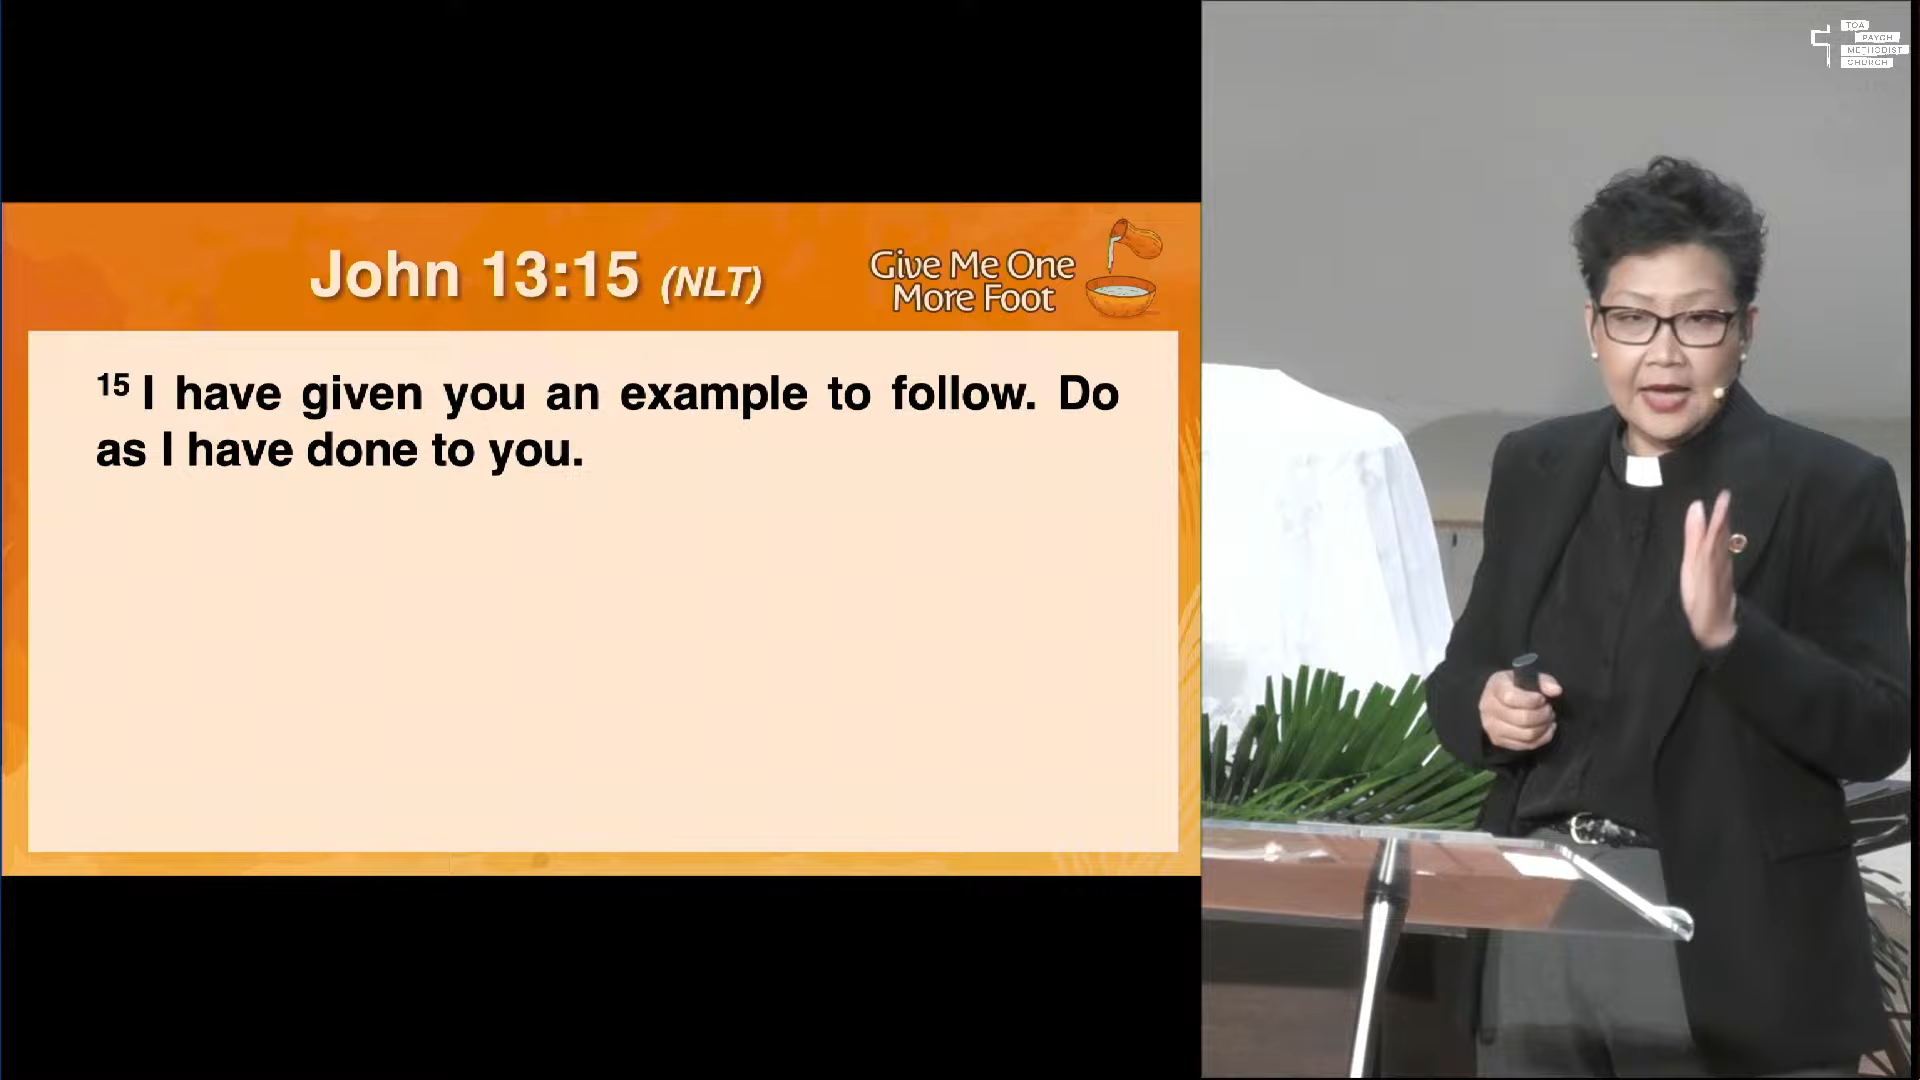 John 13:15 (NLT)
Give Me One
More Foot
15 I have given you an example to follow. Do
as I have done to you.
TOA
PAYOH
METHODIST
CHURCH